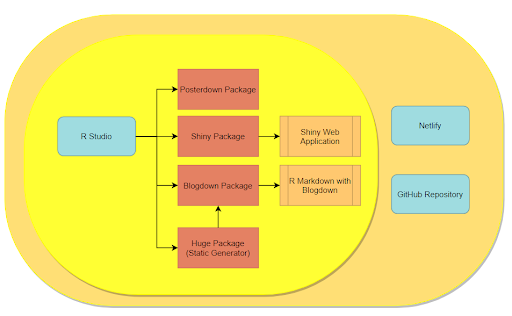 Posterdown Package
R Studio
Shiny Package
Shiny Web
Application
Netlify
Blogdown Package
R Markdown with
Blogdown
GitHub Repository
Huge Package
(Static Generator)